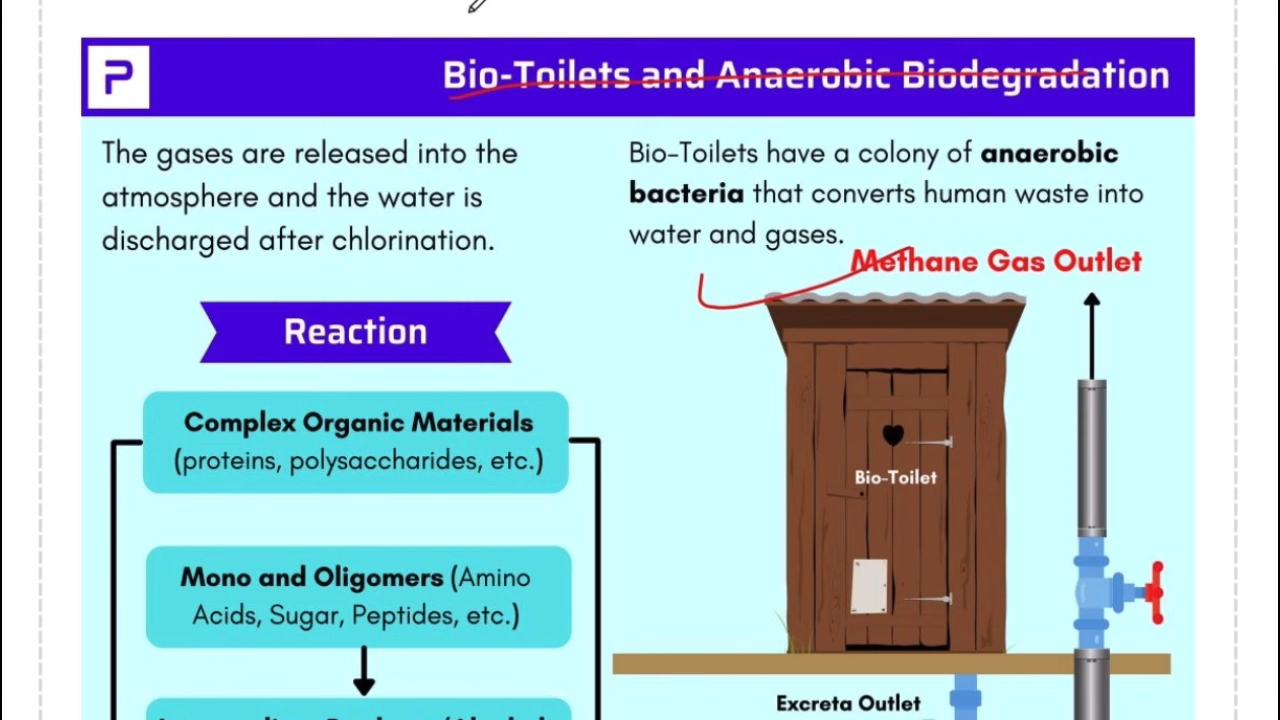 P
Bio-Toilets and Anaerobic Biodegradation
The gases are released into the
atmosphere and the water is
discharged after chlorination.
Bio-Toilets have a colony of anaerobic
bacteria that converts human waste into
water and gases.
Methane Gas Outlet
Reaction
Complex Organic Materials
(proteins, polysaccharides, etc.)
Mono and Oligomers (Amino
Acids, Sugar, Peptides, etc.)
Bio-Toilet
Excreta Outlet